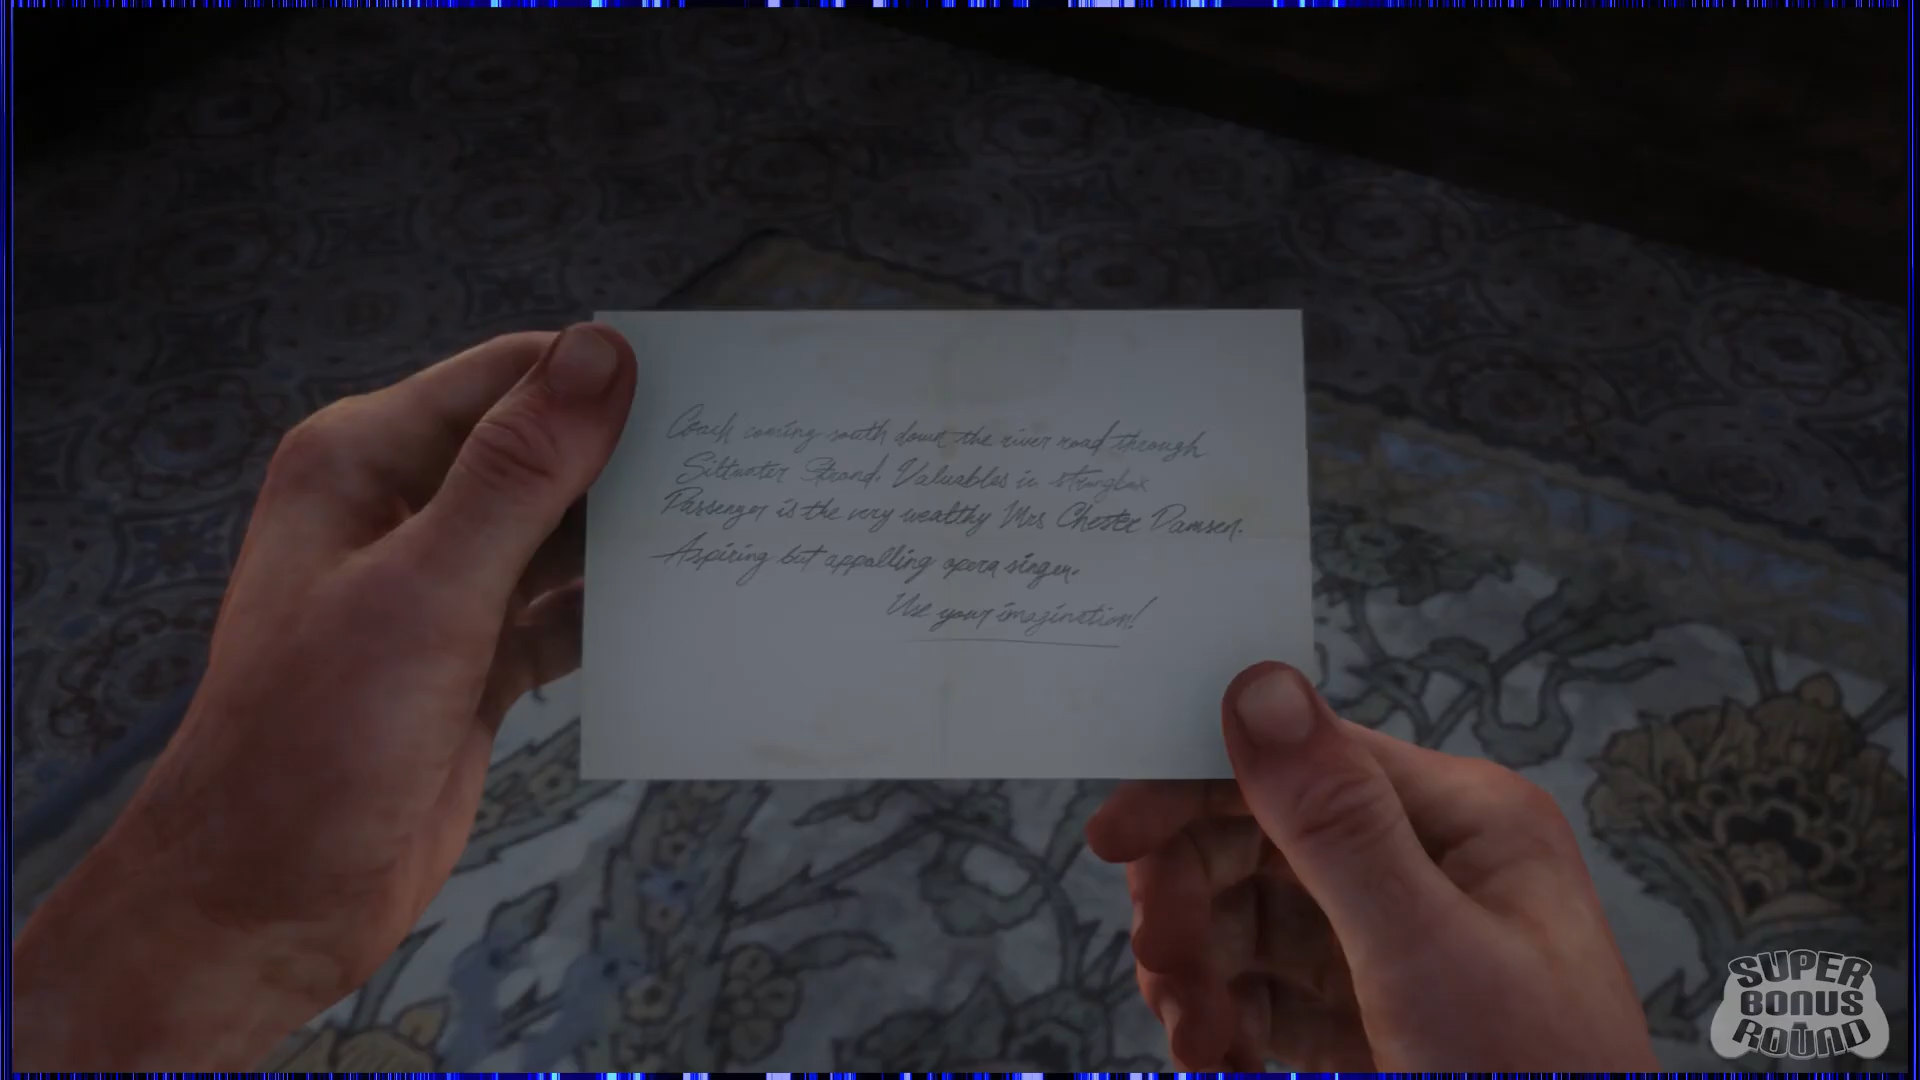 Coach coming south down the river road through
Siltwater Strand. Valuables in strongbox
Passenger is the very wealthy Mrs Chester Damsen.
Aspiring but appalling opera singer.
Use your imagination!
SUPER
BONUS
ROUND